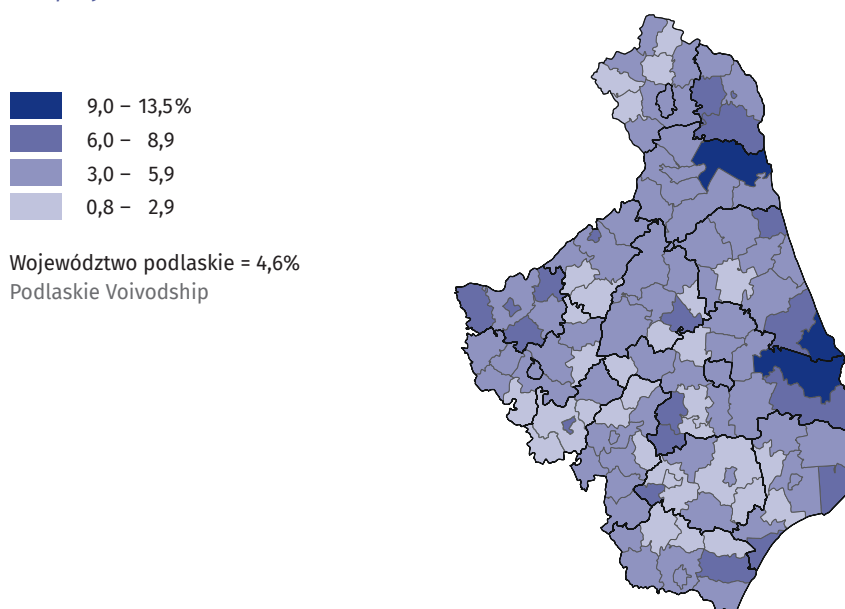 9,0 – 13,5%
6,0 – 8,9
3,0 – 5,9
0,8 – 2,9
Województwo podlaskie = 4,6%
Podlaskie Voivodship